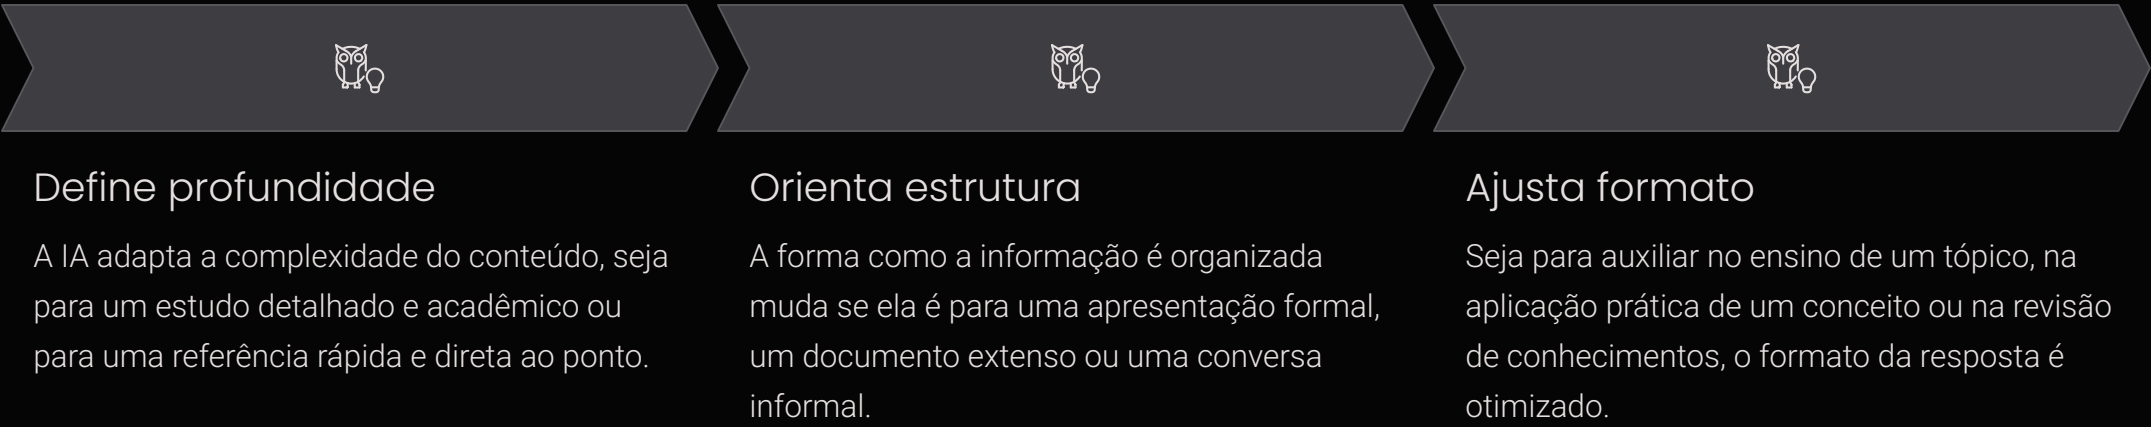 Define profundidade
A IA adapta a complexidade do conteúdo, seja
para um estudo detalhado e acadêmico ou
para uma referência rápida e direta ao ponto.
Orienta estrutura
A forma como a informação é organizada
muda se ela é para uma apresentação formal,
um documento extenso ou uma conversa
informal.
Ajusta formato
Seja para auxiliar no ensino de um tópico, na
aplicação prática de um conceito ou na revisão
de conhecimentos, o formato da resposta é
otimizado.